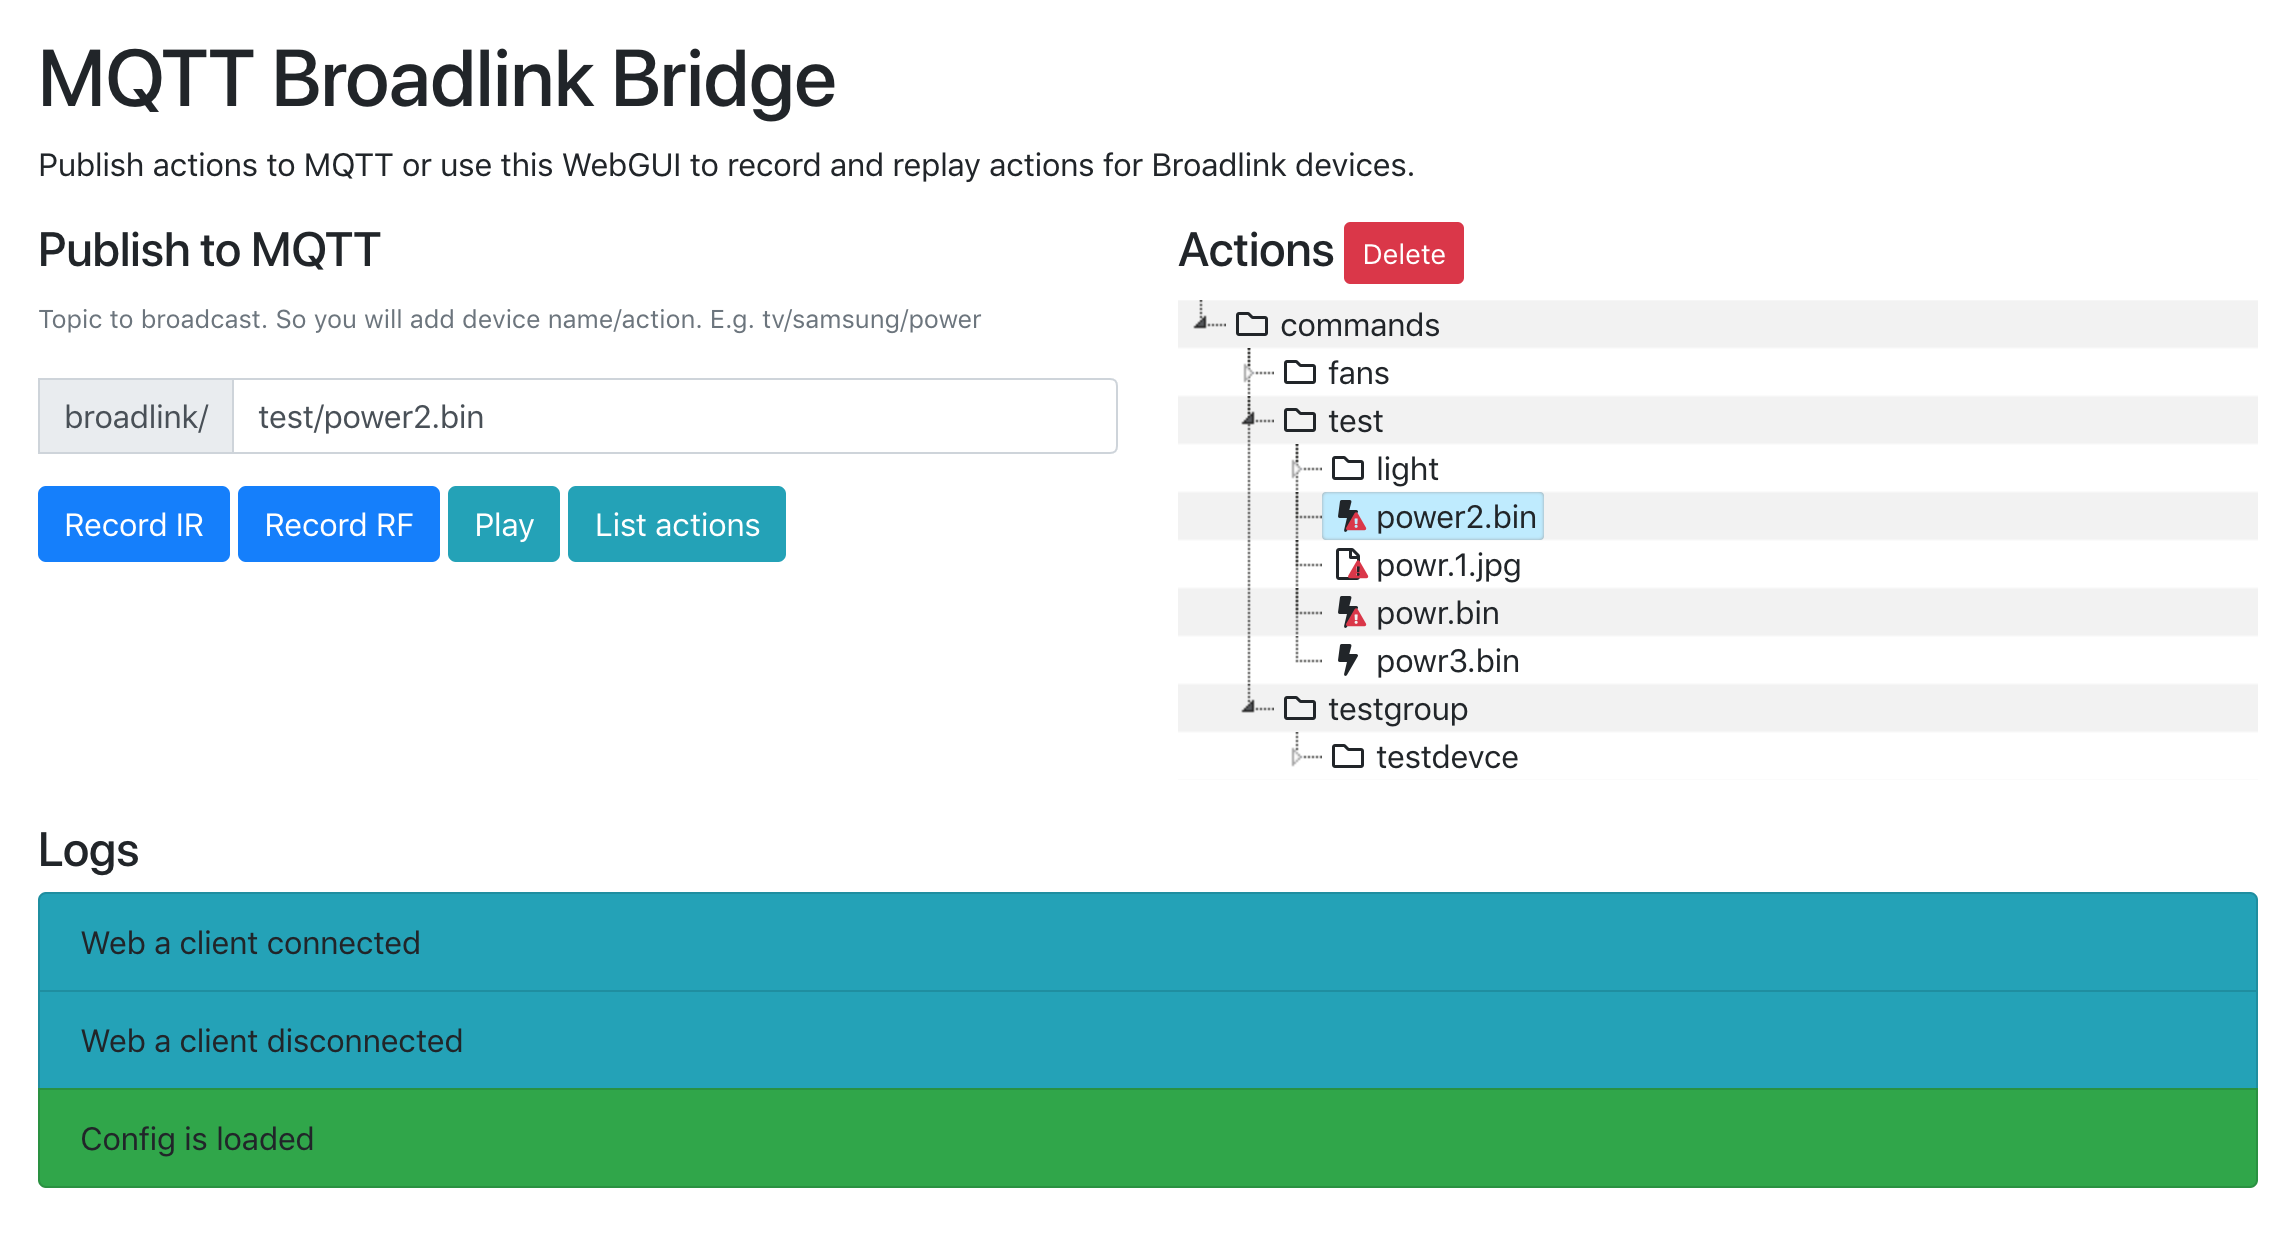 MQTT Broadlink Bridge
Publish actions to MQTT or use this WebGUI to record and replay actions for Broadlink devices.
Publish to MQTT
Topic to broadcast. So you will add device name/action. E.g. tv/samsung/power
broadlink/ test/power2.bin
Record IR Record RF Play List actions
Actions Delete
commands
fans
test
light
power2.bin
powr.1.jpg
powr.bin
powr3.bin
testgroup
testdevce
Logs
Web a client connected
Web a client disconnected
Config is loaded